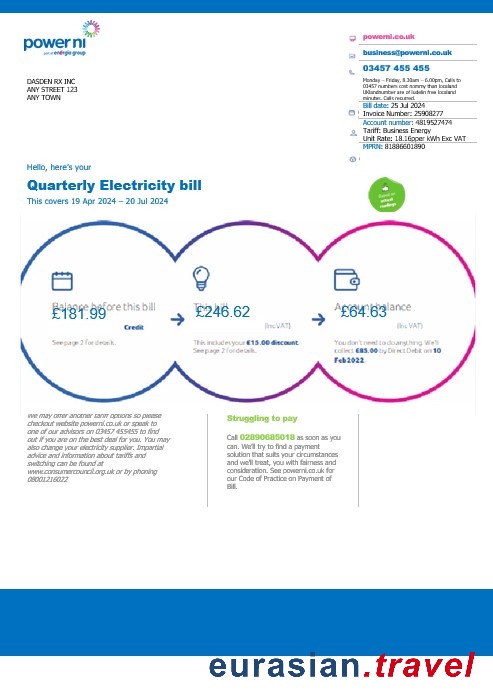 power ni
part of energia group
powerni.co.uk
business@powerni.co.uk
03457 455 455
Monday – Friday, 8.30am – 6.00pm, Calls to
03457 numbers cost nommy than localand
minutes. Calls recurred.
DASDEN RX INC
ANY STREET 123
ANY TOWN
Bill date: 25 Jul 2024
Invoice Number: 25908277
Account number: 4819527474
Tariff: Business Energy
Unit Rate: 18.16pper kWh Exc VAT
MPRN: 81886601890
Hello, here's your
Quarterly Electricity bill
This covers 19 Apr 2024 – 20 Jul 2024
Balance before this bill
£181.99
Credit
See page 2 for details.
This bill
£246.62
(Inc.VAT)
This includes your €15.00 discount.
See page 2 for details.
Account balance
£64.63
(Inc.VAT)
You don't need to do anything. We'll
collect €85.00 by Direct Debit on 10
Feb2022.
We may offer another tariff options so please
checkout website powerni.co.uk or speak to
one of our advisors on 03457 455455 to find
out if you are on the best deal for you. You may
also change your electricity supplier. Impartial
advice and information about tariffs and
switching can be found at
www.consumercouncil.org.uk or by phoning
08001216022
Struggling to pay
Call 02890685018 as soon as you
can. We'll try to find a payment
solution that suits your circumstances
and we'll treat, you with fairness and
consideration. See powerni.co.uk for
our Code of Practice on Payment of
Bill.
eurasian.travel